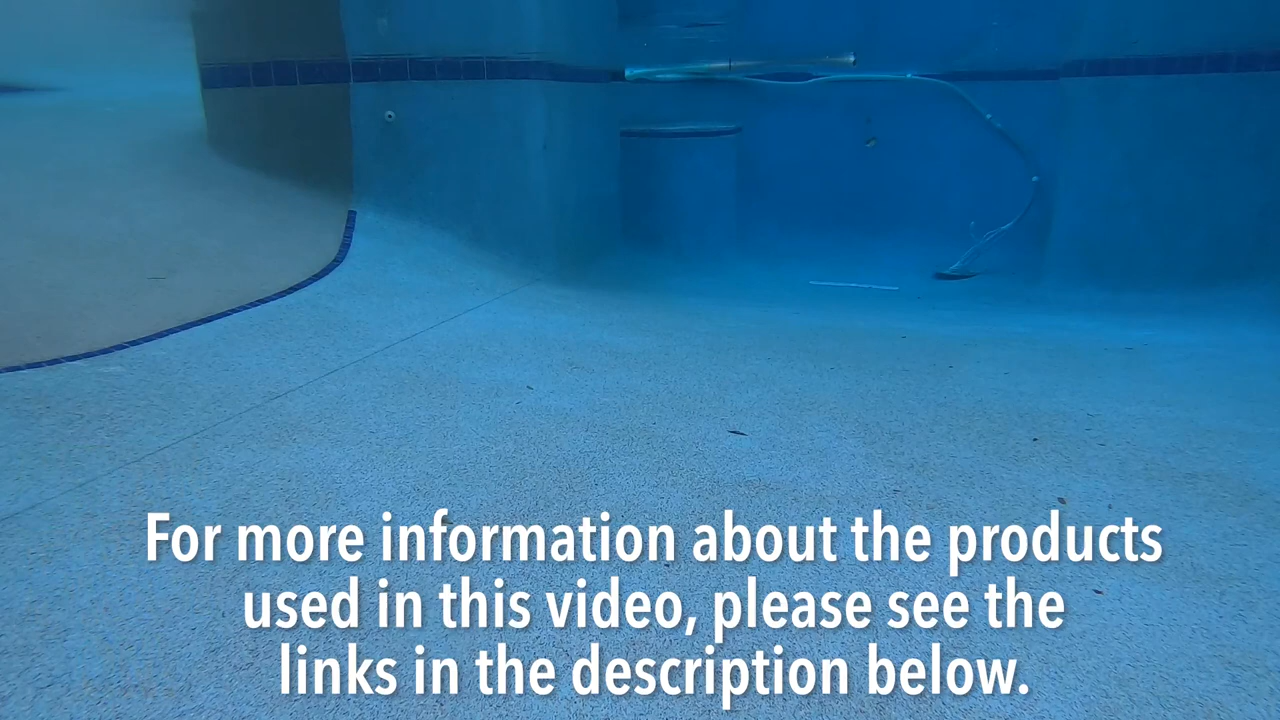 For more information about the products
used in this video, please see the
links in the description below.